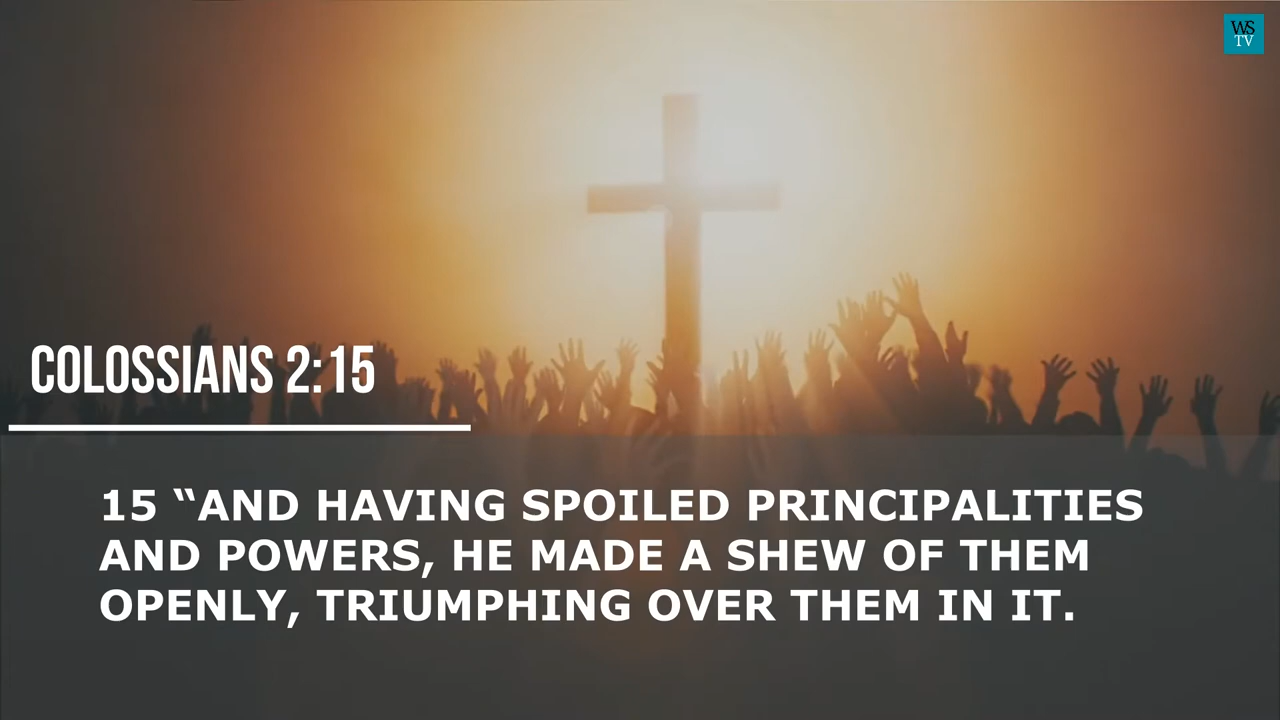 WS
TV
COLOSSIANS 2:15
15 “AND HAVING SPOILED PRINCIPALITIES
AND POWERS, HE MADE A SHEW OF THEM
OPENLY, TRIUMPHING OVER THEM IN IT.